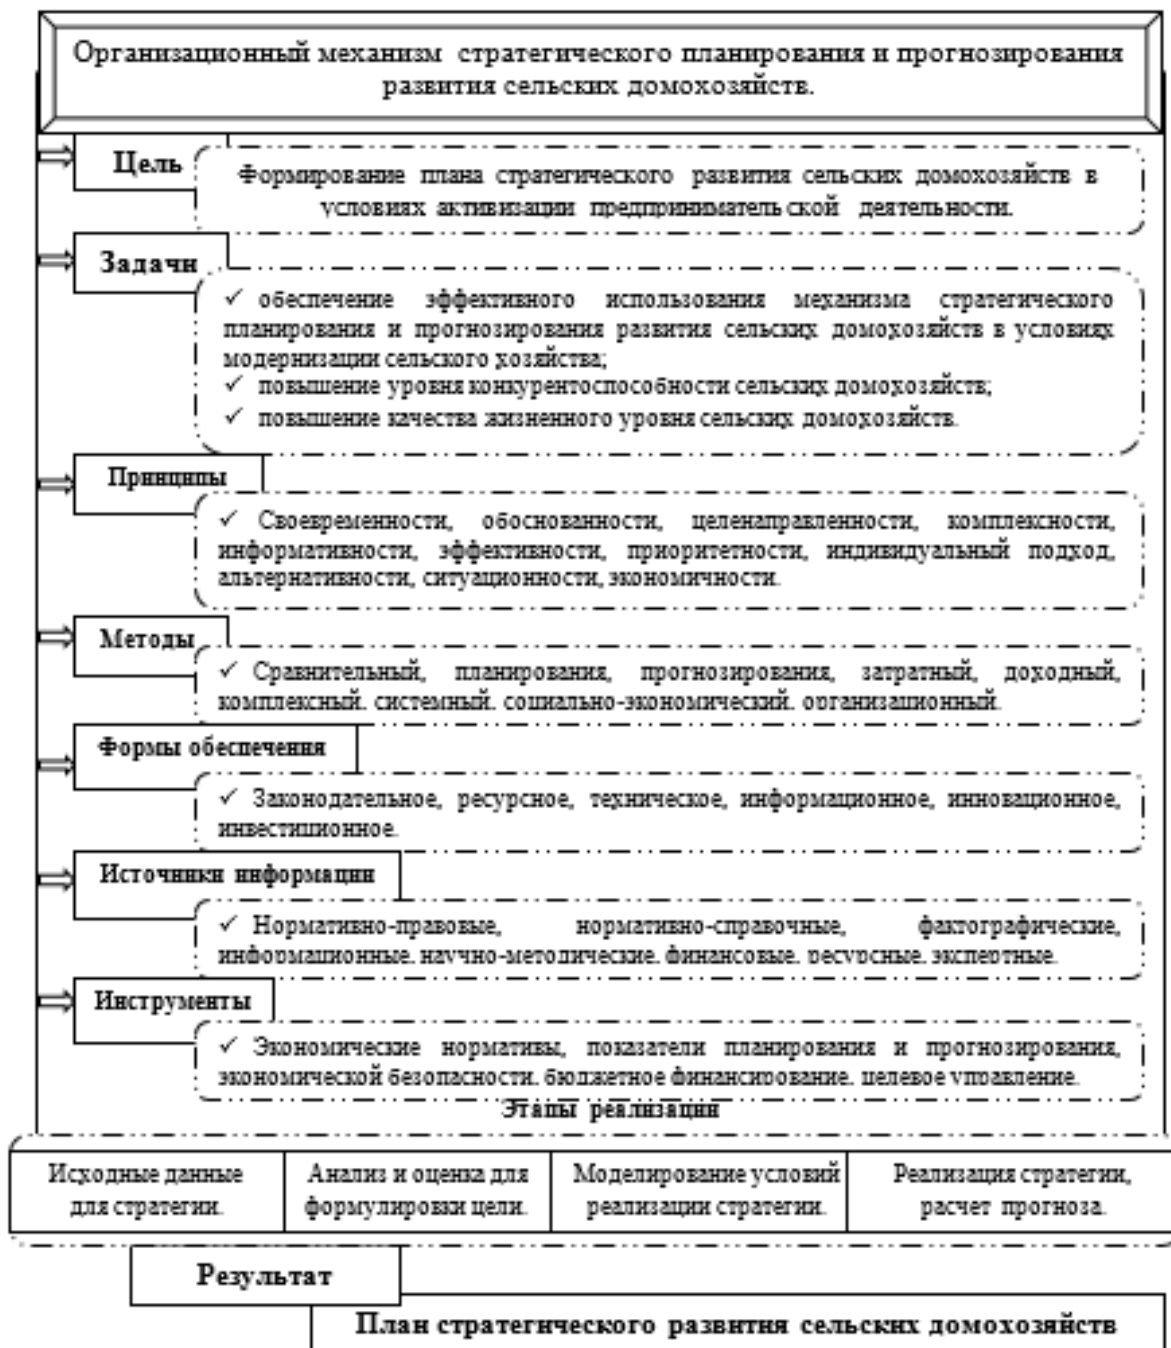 Организационный механизм стратегического планирования и прогнозирования
развития сельских домохозяйств.
Цель
Формирование плана стратегического развития сельских домохозяйств в
условиях активизации предпринимательской деятельности.
Задачи
✓ обеспечение эффективного использования механизма стратегического
планирования и прогнозирования развития сельских домохозяйств в условиях
модернизации сельского хозяйства;
✓ повышение уровня конкурентоспособности сельских домохозяйств;
✓ повышение качества жизненного уровня сельских домохозяйств.
Принципы
✓ Своевременности, обоснованности, целенаправленности, комплексности,
информативности, эффективности, приоритетности, индивидуальный подход,
альтернативности, ситуационности, экономичности.
Методы
✓ Сравнительный, планирования, прогнозирования, затратный, доходный,
комплексный, системный, социально-экономический, организационный.
Формы обеспечения
✓ Законодательное, ресурсное, техническое, информационное, инновационное,
инвестиционное.
Источники информации
✓ Нормативно-правовые, нормативно-справочные, фактографические,
информационные, научно-методические, финансовые, ресурсные, экспертные.
Инструменты
✓ Экономические нормативы, показатели планирования и прогнозирования,
экономической безопасности, бюджетное финансирование, целевое управление.
Этапы реализации
Исходные данные
для стратегии.
Анализ и оценка для
формулировки цели.
Моделирование условий
реализации стратегии.
Реализация стратегии,
расчет прогноза.
Результат
План стратегического развития сельских домохозяйств